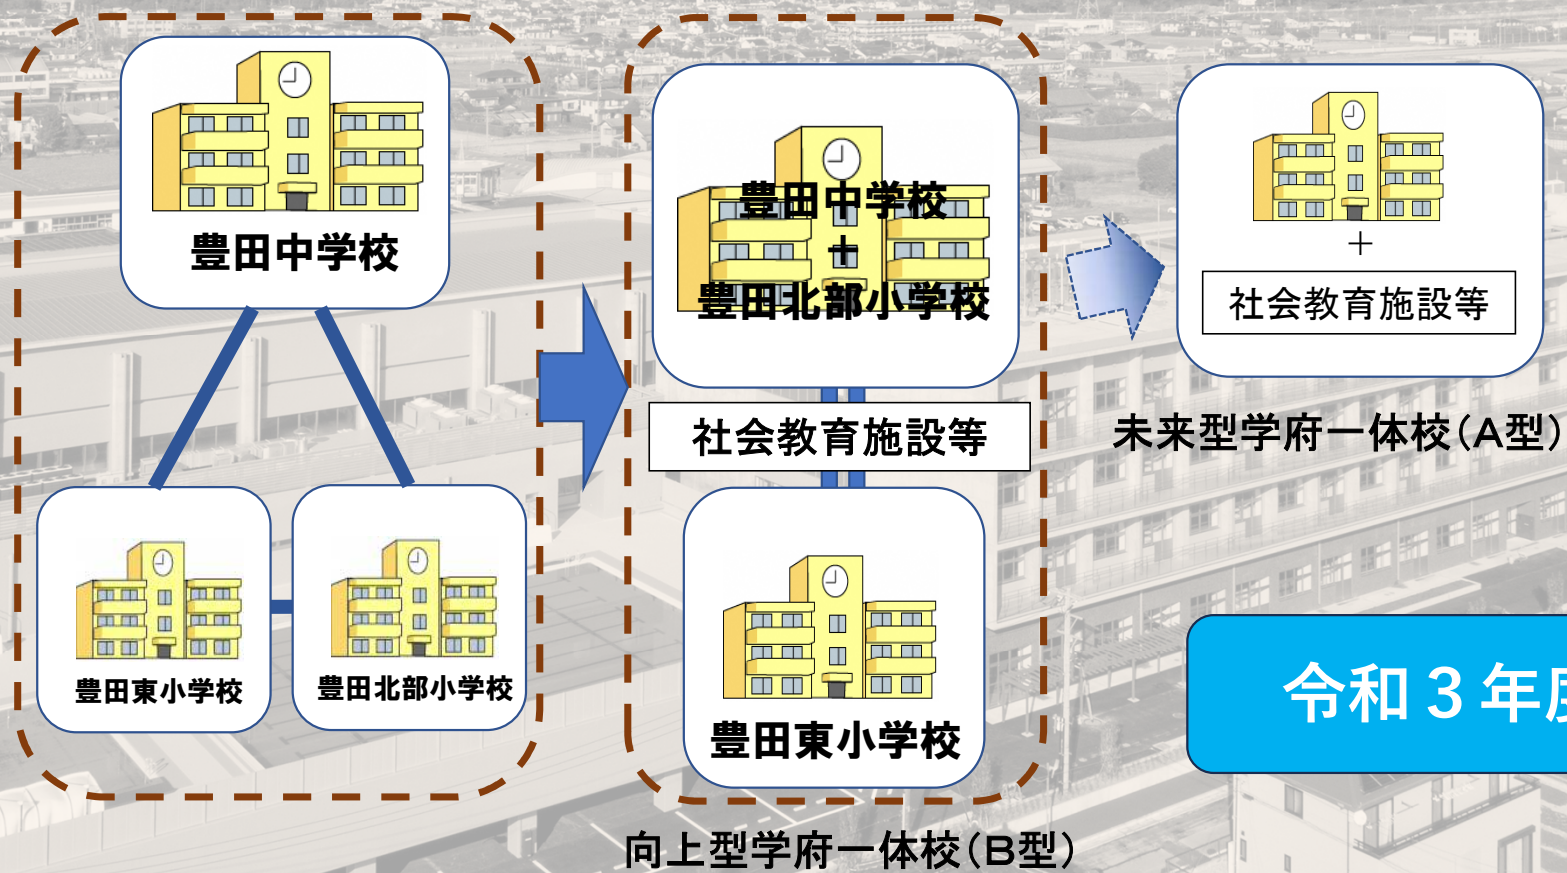 豊田中学校
豊田東小学校
豊田北部小学校
豊田中学校
+
豊田北部小学校
社会教育施設等
豊田東小学校
向上型学府一体校(B型)
+
社会教育施設等
未来型学府一体校(A型)
令和3年度